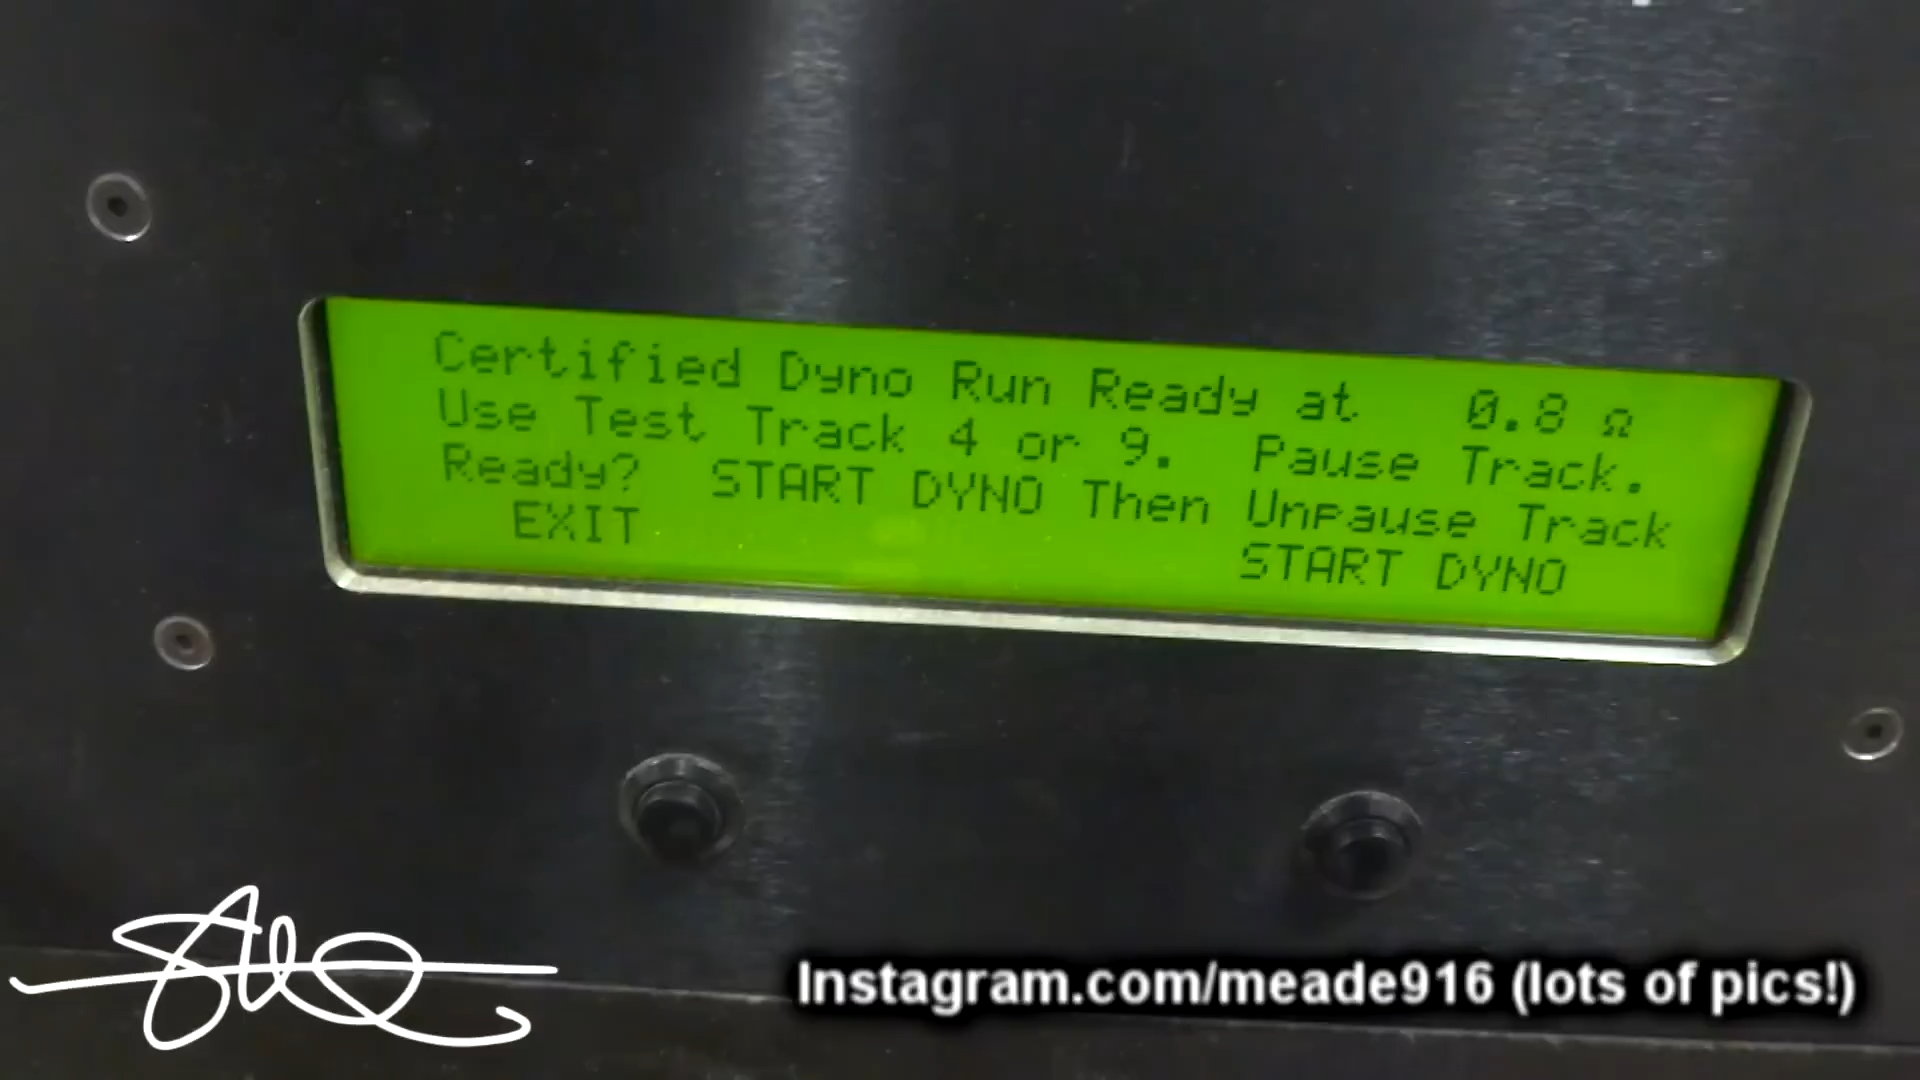 Certified Dyno Run Ready at 0.8 Ω
Use Test Track 4 or 9. Pause Track.
Ready? START DYNO Then Unpause Track
EXIT START DYNO
Instagram.com/meade916 (lots of pics!)